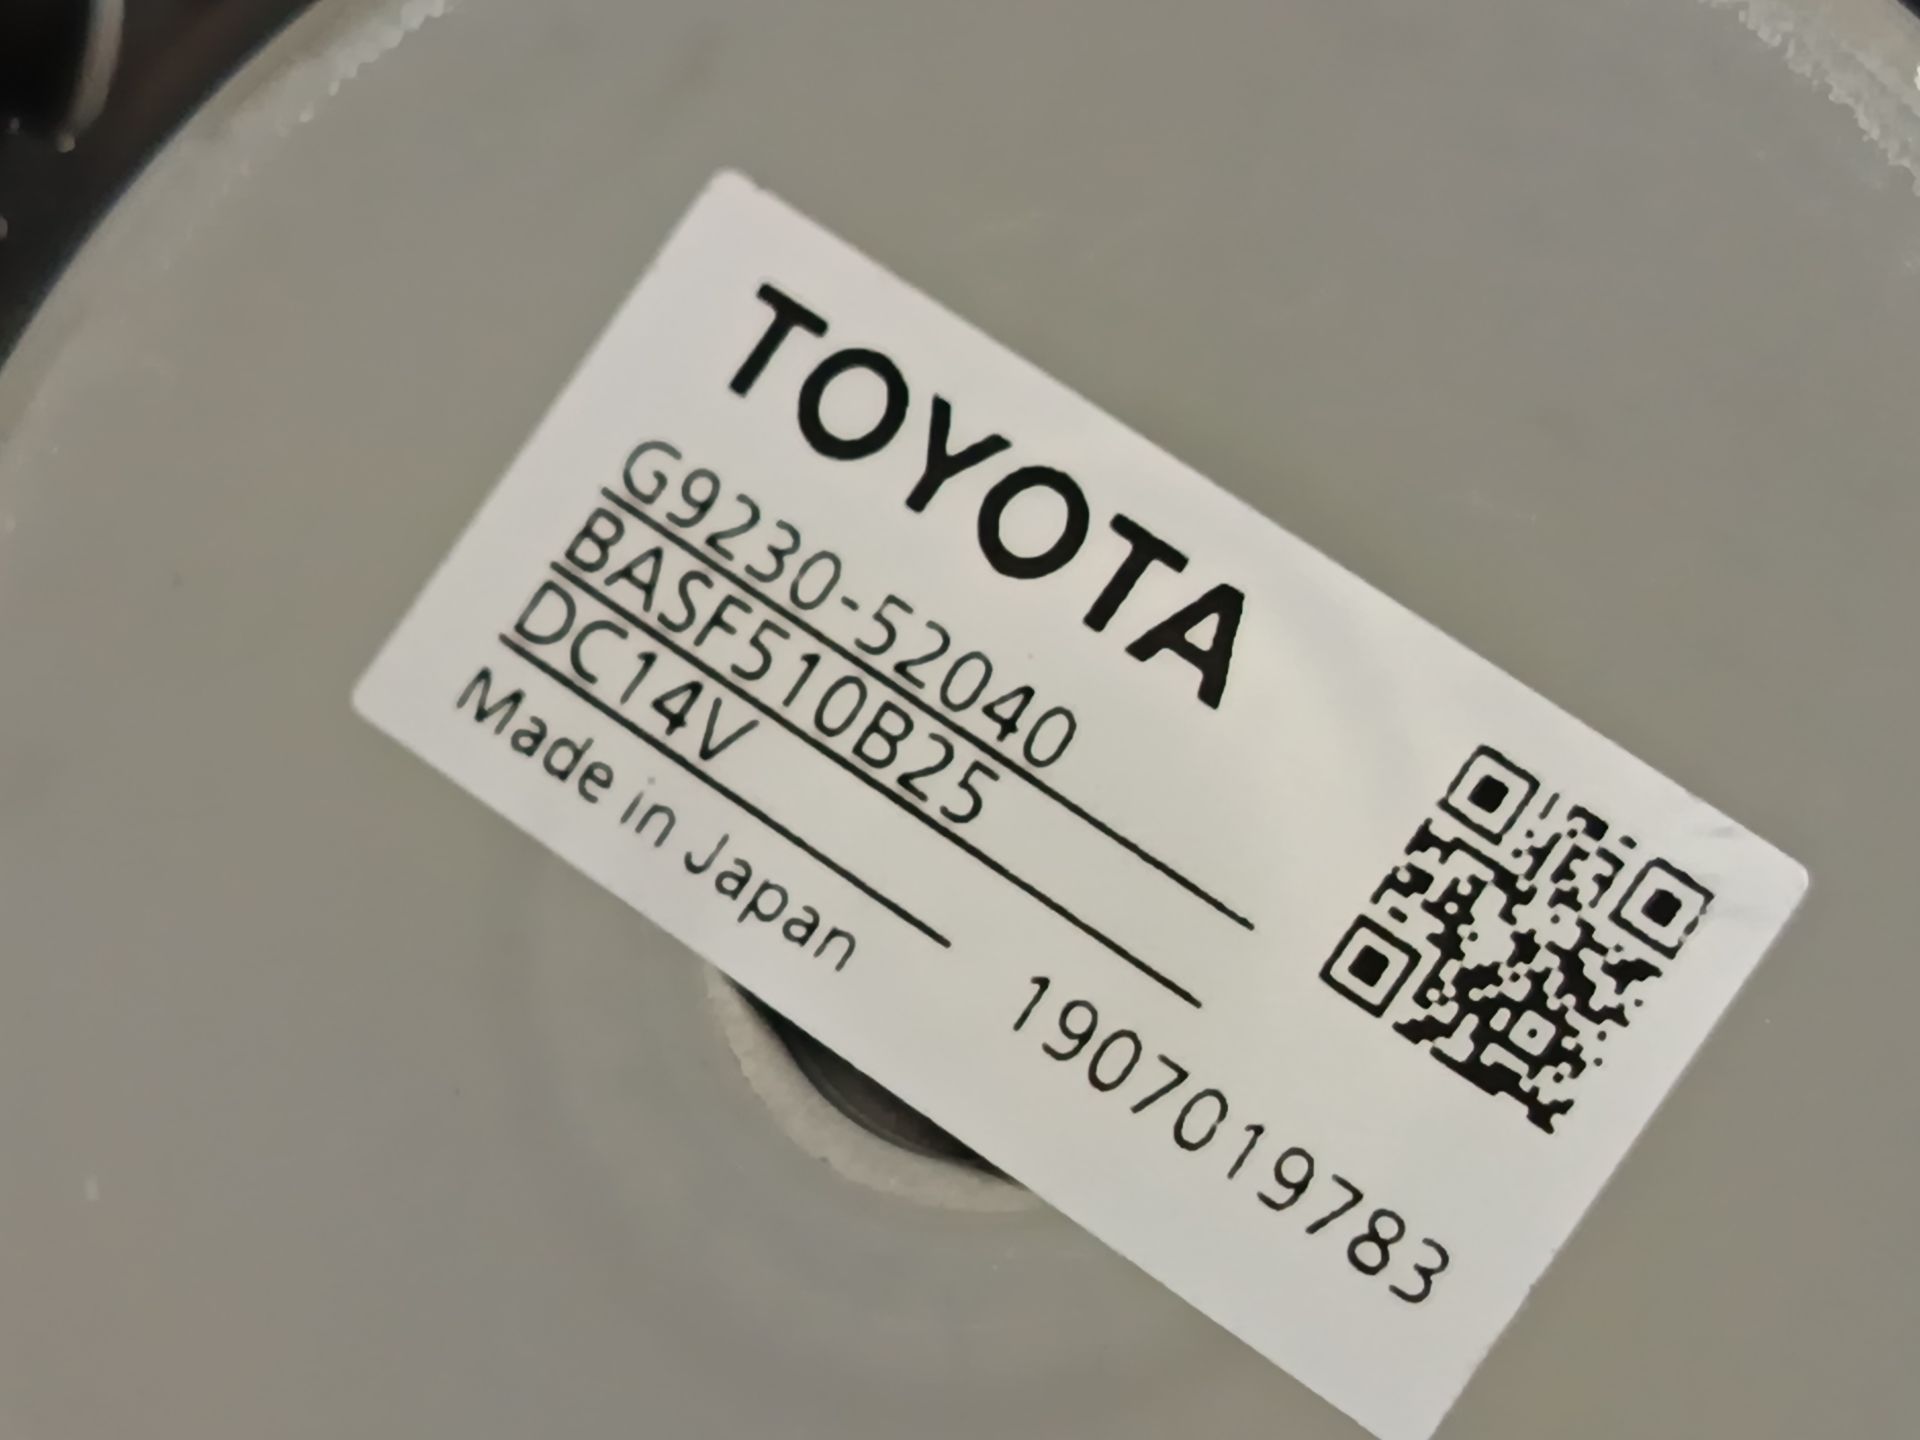 TOYOTA
G9230-52040
BASF510B25
DC14V
Made in Japan
1907019783